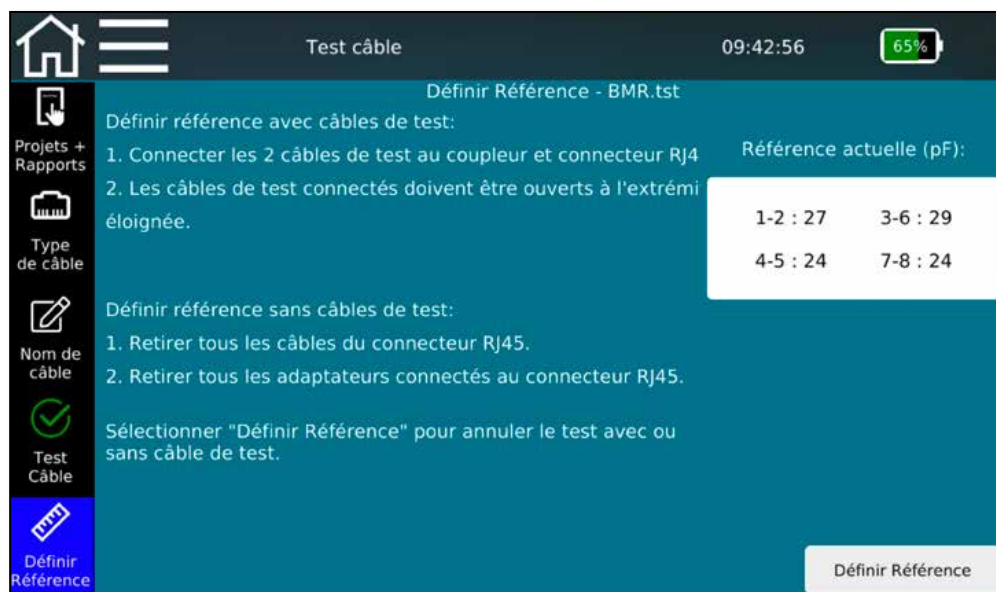 Test câble
09:42:56
65%
Définir Référence - BMR.tst
Projets +
Rapports
Type
de câble
Nom de
câble
Test
Câble
Définir
Référence
Définir référence avec câbles de test:
1. Connecter les 2 câbles de test au coupleur et connecteur RJ4
2. Les câbles de test connectés doivent être ouverts à l'extrémi
éloignée.
Définir référence sans câbles de test:
1. Retirer tous les câbles du connecteur RJ45.
2. Retirer tous les adaptateurs connectés au connecteur RJ45.
Sélectionner "Définir Référence" pour annuler le test avec ou
sans câble de test.
Référence actuelle (pF):
1-2 : 27 3-6 : 29
4-5 : 24 7-8 : 24
Définir Référence